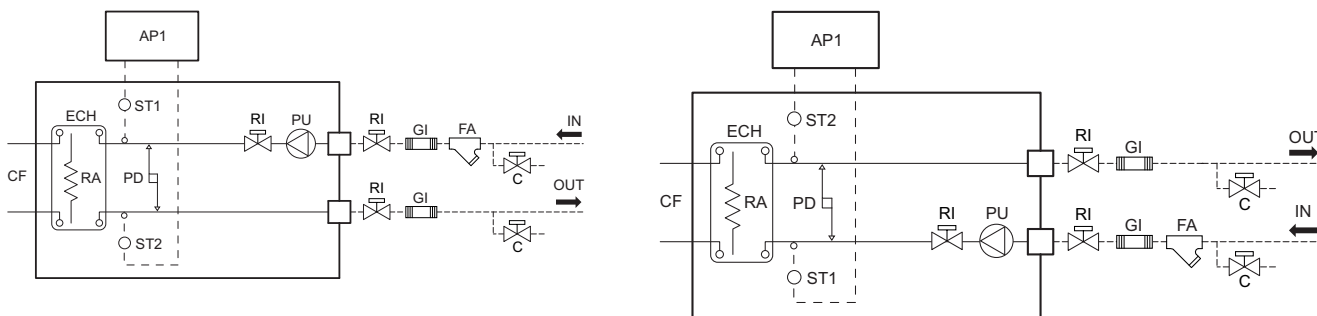 AP1
ST1
ECH
RI
PU
RI
GI
FA
IN
CF
RA
PD
C
OUT
RI
GI
ST2
C
AP1
ST2
ECH
RI
GI
OUT
CF
RA
PD
C
RI
PU
RI
GI
FA
IN
ST1
C